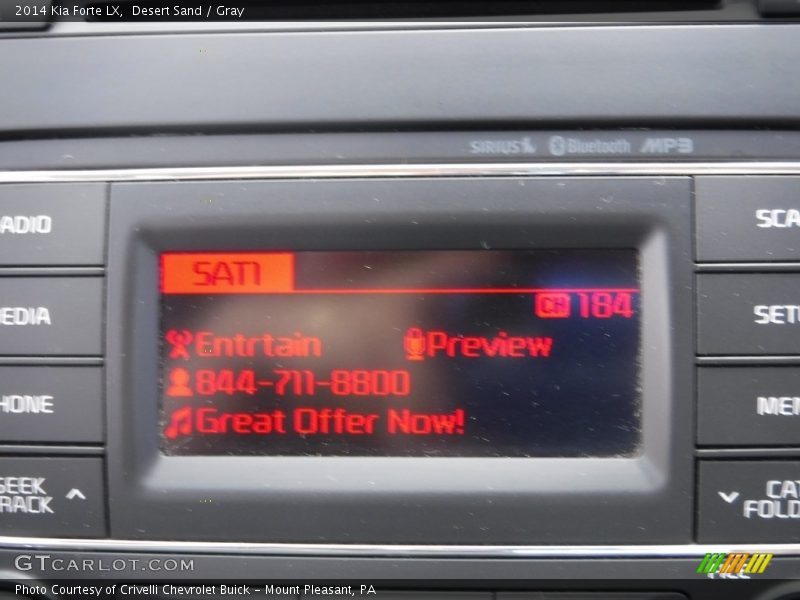 2014 Kia Forte LX, Desert Sand / Gray
SIRIUS Bluetooth MP3
ADIO
SCA
SAT1
CH 184
EDIA
SETU
Entrtain Preview
844-711-8800
HONE
MEN
Great Offer Now!
SEEK
RACK
CAT
FOLD
GTCARLOT.COM
Photo Courtesy of Crivelli Chevrolet Buick - Mount Pleasant, PA